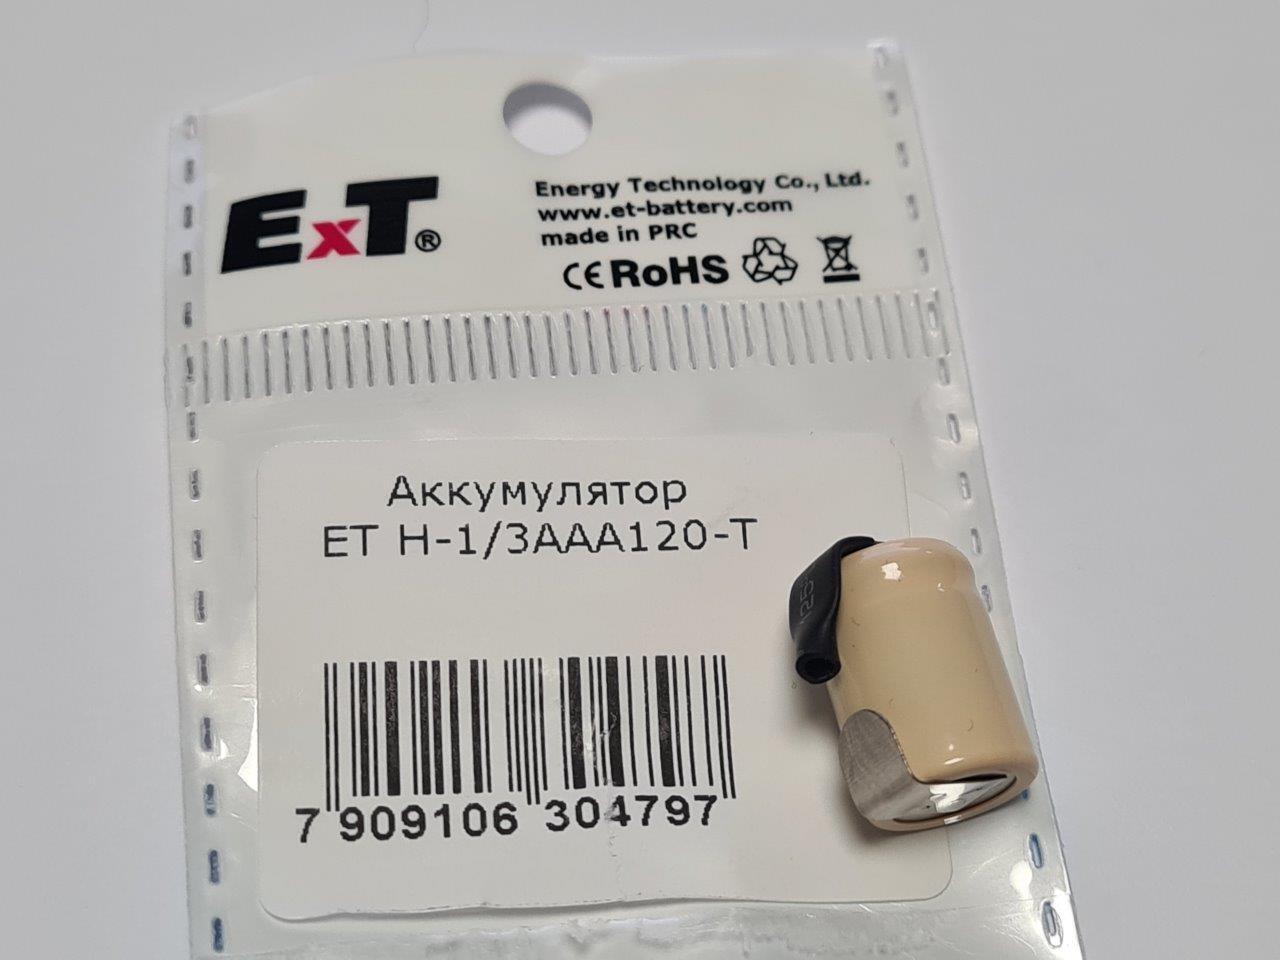 ExT®
Energy Technology Co., Ltd.
www.et-battery.com
made in PRC
CE RoHS
Аккумулятор
ET H-1/3AAA120-T
7 909106 304797